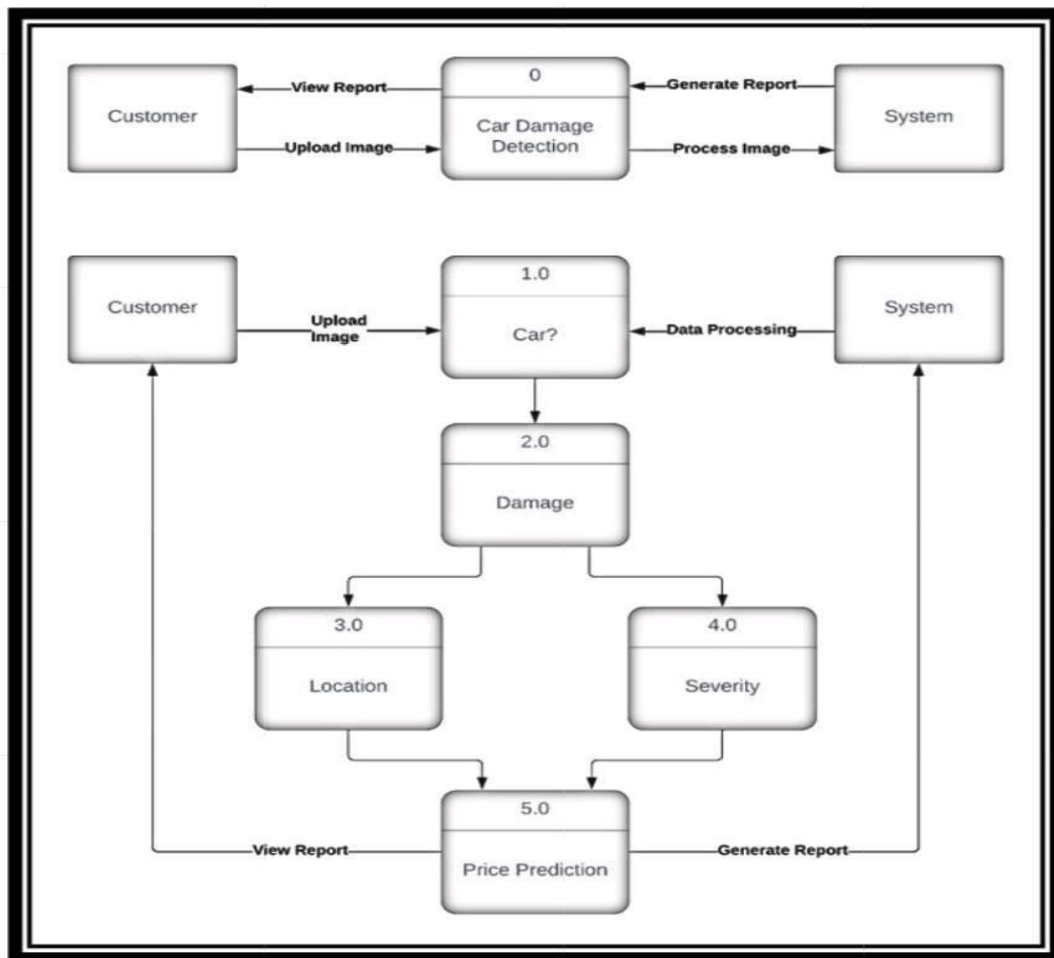 0
View Report
Generate Report
Customer
Car Damage
Detection
System
Upload Image
Process Image
1.0
Customer
Upload
Image
Car?
Data Processing
System
2.0
Damage
3.0
4.0
Location
Severity
5.0
View Report
Generate Report
Price Prediction